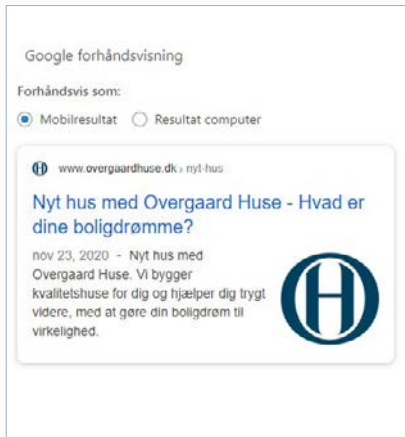 Google forhåndsvisning
Forhåndsvis som:
Mobilresultat Resultat computer
www.overgaardhuse.dk › nyt-hus
Nyt hus med Overgaard Huse - Hvad er
dine boligdrømme?
nov 23, 2020 - Nyt hus med
Overgaard Huse. Vi bygger
kvalitetshuse for dig og hjælper dig trygt
videre, med at gøre din boligdrøm til
virkelighed.